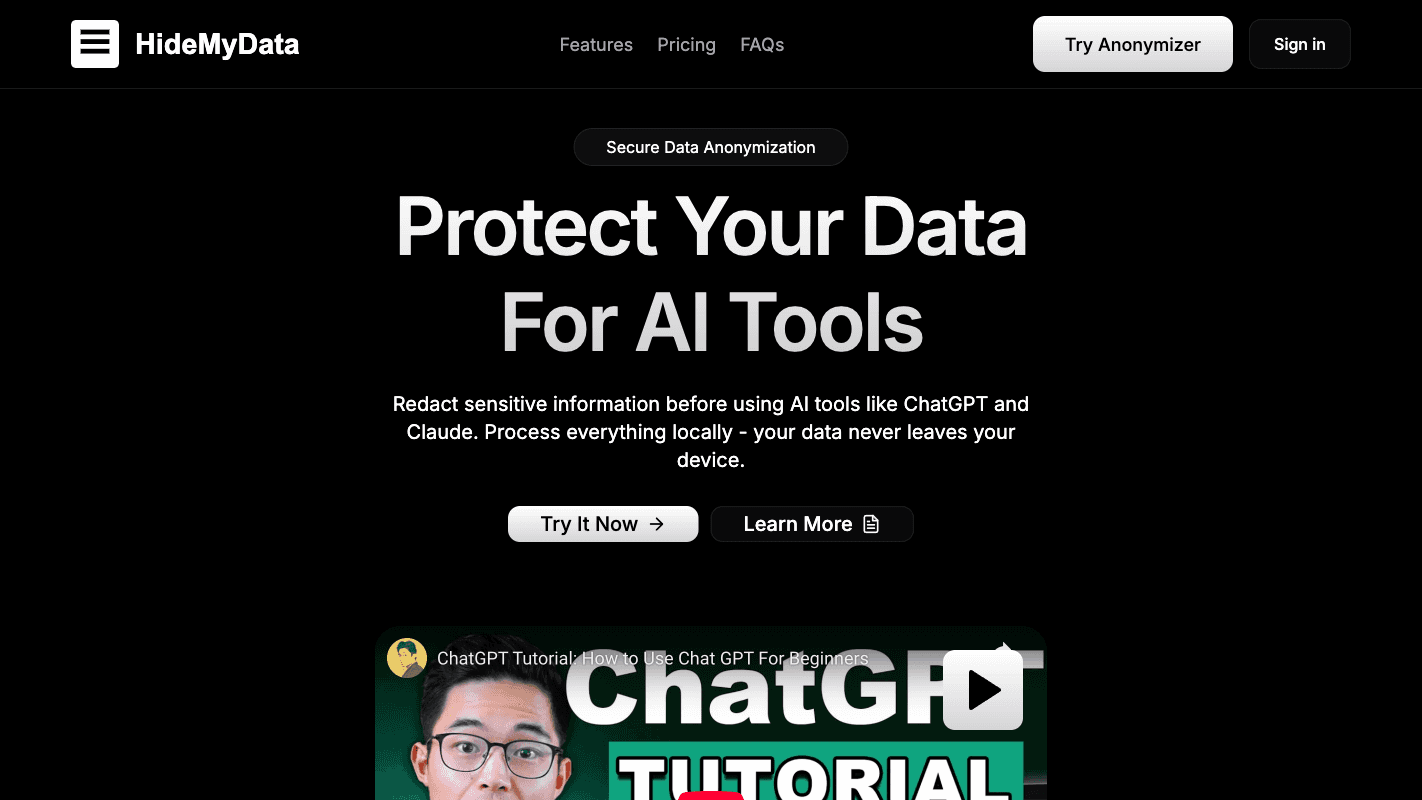 HideMyData
Features
Pricing
FAQs
Try Anonymizer
Sign in
Secure Data Anonymization
Protect Your Data
For AI Tools
Redact sensitive information before using AI tools like ChatGPT and
Claude. Process everything locally - your data never leaves your
device.
Try It Now
Learn More
ChatGPT Tutorial: How to Use Chat GPT For Beginners
ChatGPT
TUTORIAL